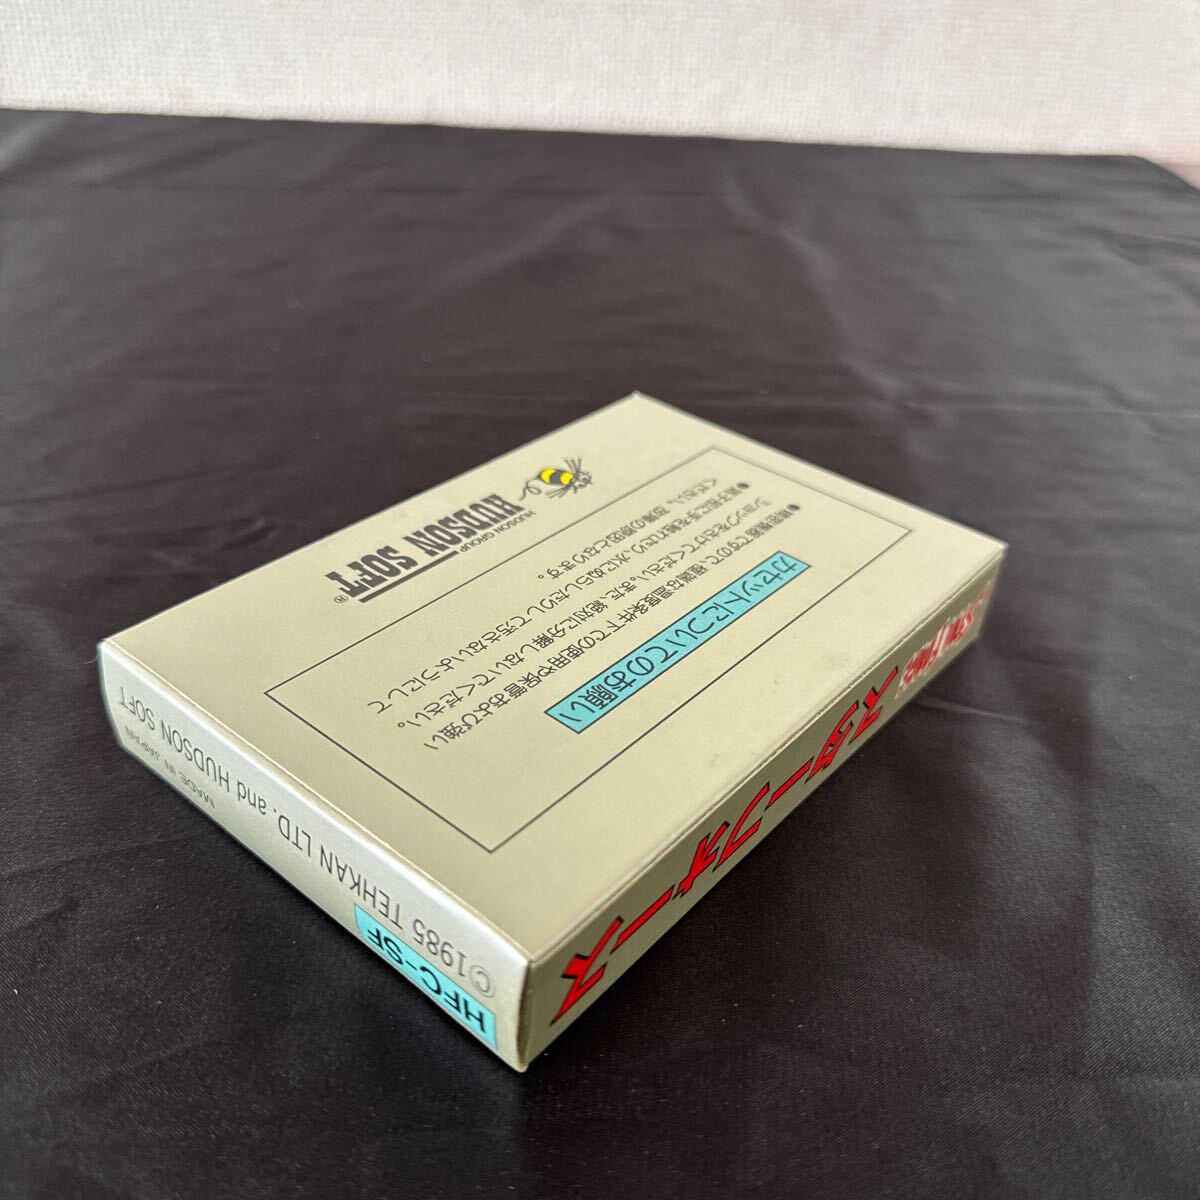 カセットについてのお願い
●精密機器ですので、極端な温度条件下での使用や保管および強い
ショックをさけてください。また、絶対に分解しないでください。
●端子部に手を触れたり、水にぬらしたりして汚さないようにして
ください。故障の原因となります。
HUDSON GROUP
HUDSON SOFT®
スターフォース
HFC-SF
©1985 TEHKAN LTD. and HUDSON SOFT
MADE IN JAPAN